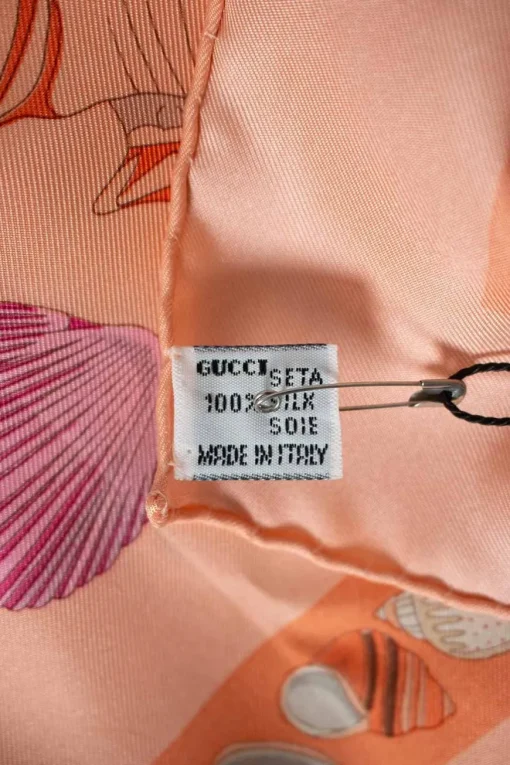 GUCCI
SETA
100% SILK
SOIE
MADE IN ITALY